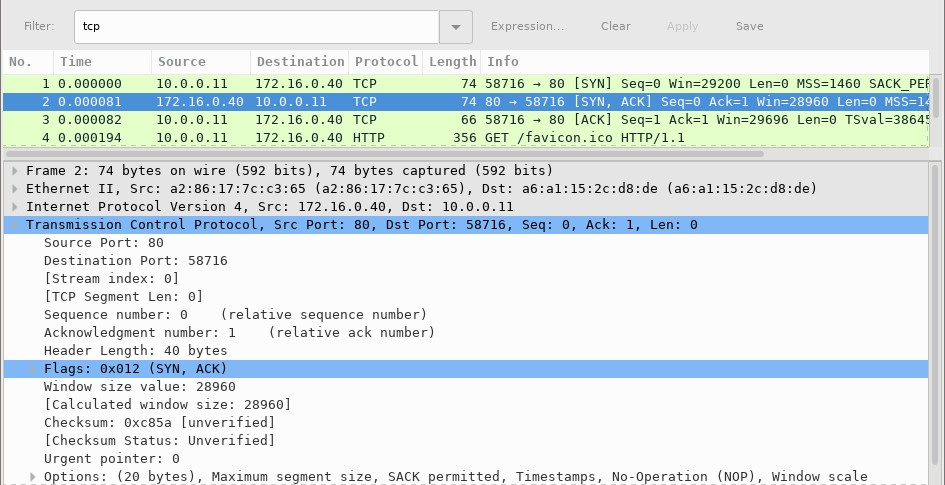 Filter: tcp Expression... Clear Apply Save
No. Time Source Destination Protocol Length Info
1 0.000000 10.0.0.11 172.16.0.40 TCP 74 58716 → 80 [SYN] Seq=0 Win=29200 Len=0 MSS=1460 SACK_PER
2 0.000081 172.16.0.40 10.0.0.11 TCP 74 80 → 58716 [SYN, ACK] Seq=0 Ack=1 Win=28960 Len=0 MSS=14
3 0.000082 10.0.0.11 172.16.0.40 TCP 66 58716 → 80 [ACK] Seq=1 Ack=1 Win=29696 Len=0 TSval=38645
4 0.000194 10.0.0.11 172.16.0.40 HTTP 356 GET /favicon.ico HTTP/1.1
Frame 2: 74 bytes on wire (592 bits), 74 bytes captured (592 bits)
Ethernet II, Src: a2:86:17:7c:c3:65 (a2:86:17:7c:c3:65), Dst: a6:a1:15:2c:d8:de (a6:a1:15:2c:d8:de)
Internet Protocol Version 4, Src: 172.16.0.40, Dst: 10.0.0.11
Transmission Control Protocol, Src Port: 80, Dst Port: 58716, Seq: 0, Ack: 1, Len: 0
Source Port: 80
Destination Port: 58716
[Stream index: 0]
[TCP Segment Len: 0]
Sequence number: 0 (relative sequence number)
Acknowledgment number: 1 (relative ack number)
Header Length: 40 bytes
Flags: 0x012 (SYN, ACK)
Window size value: 28960
[Calculated window size: 28960]
Checksum: 0xc85a [unverified]
[Checksum Status: Unverified]
Urgent pointer: 0
Options: (20 bytes), Maximum segment size, SACK permitted, Timestamps, No-Operation (NOP), Window scale